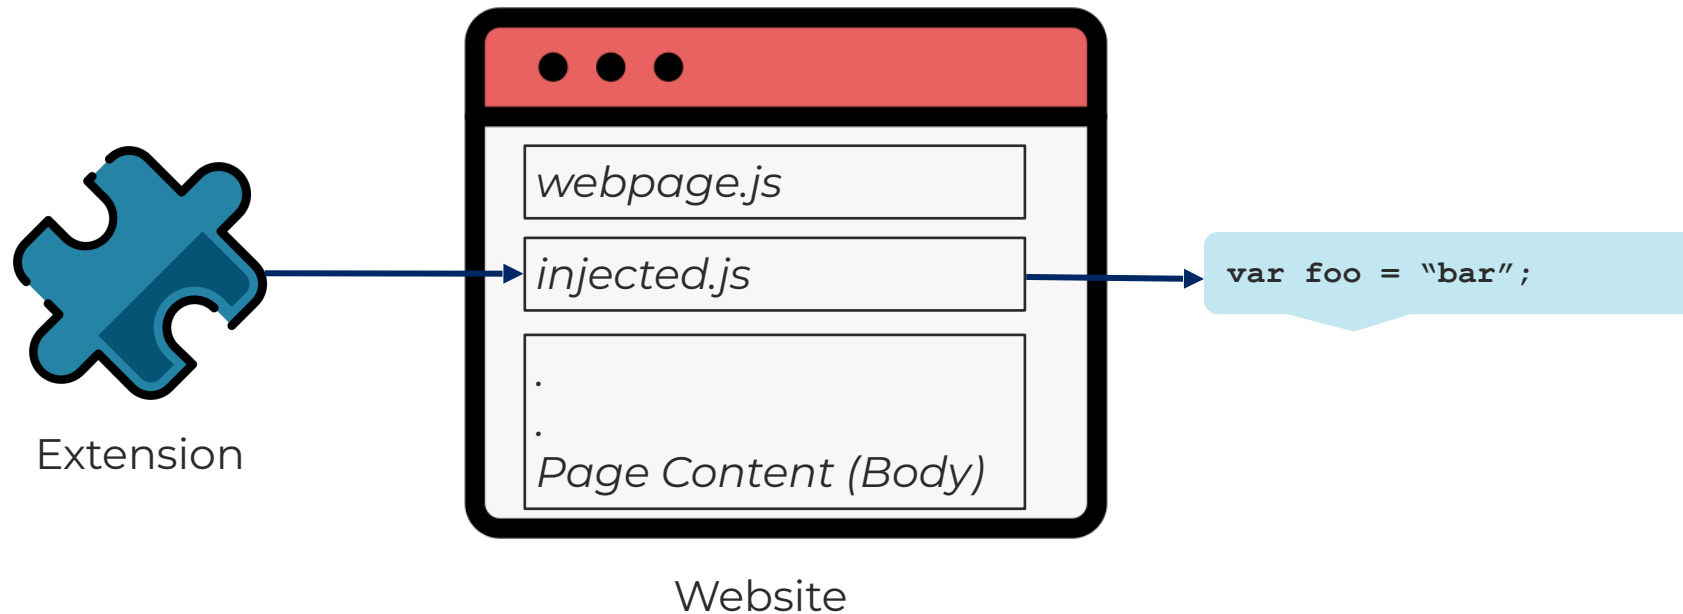 webpage.js
injected.js
var foo = “bar”;
.
.
Page Content (Body)
Extension
Website